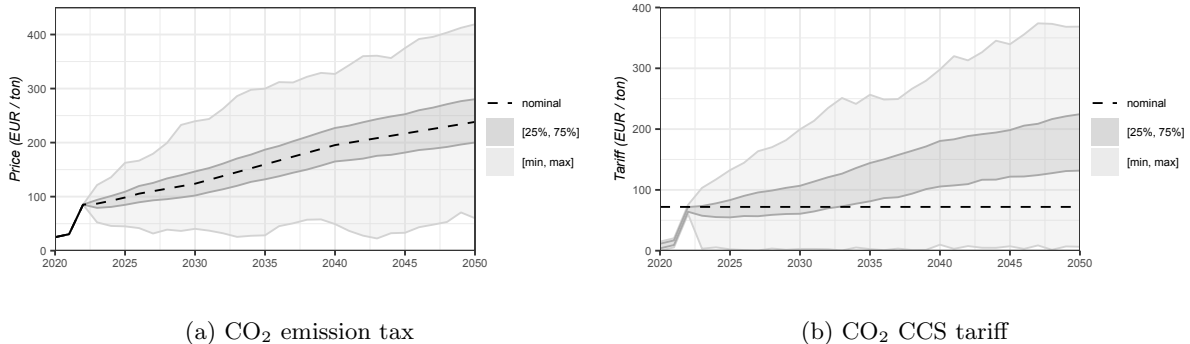 400
300
200
100
0
Price (EUR / ton)
2020 2025 2030 2035 2040 2045 2050
nominal
[25%, 75%]
[min, max]
400
300
200
100
0
Tariff (EUR / ton)
2020 2025 2030 2035 2040 2045 2050
nominal
[25%, 75%]
[min, max]
(a) CO₂ emission tax
(b) CO₂ CCS tariff